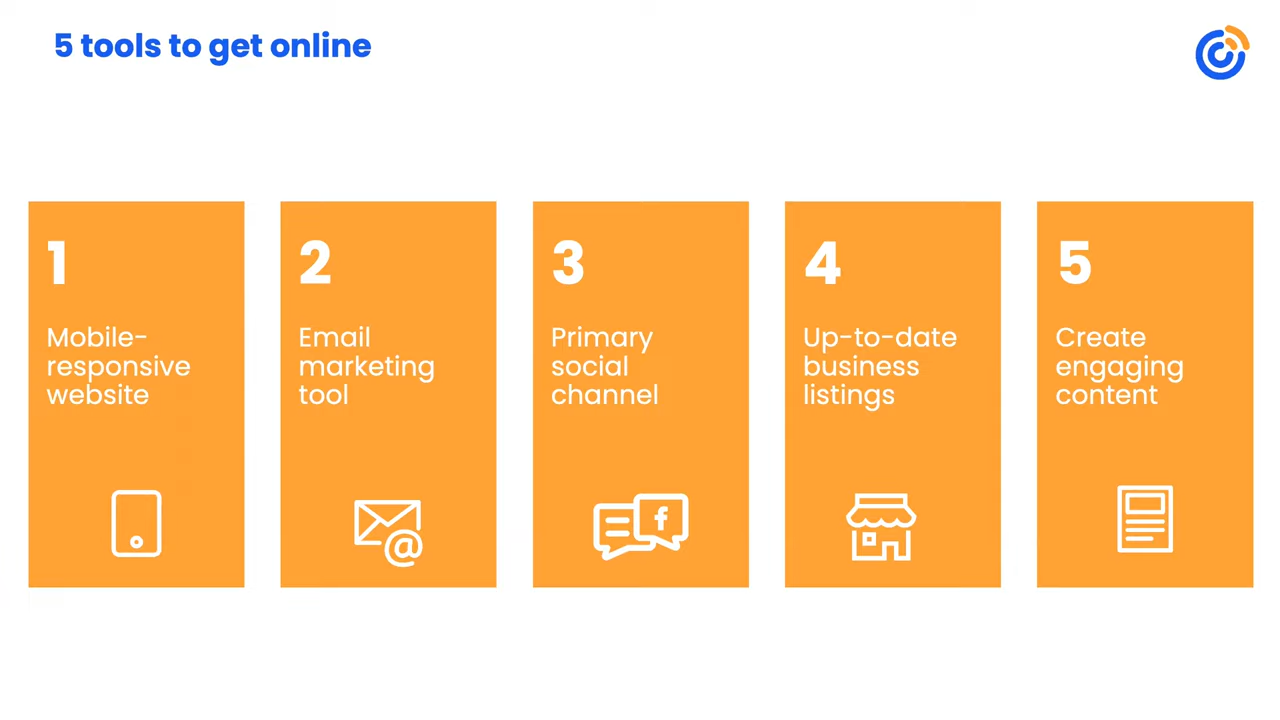 5 tools to get online
1
Mobile-
responsive
website
2
Email
marketing
tool
3
Primary
social
channel
4
Up-to-date
business
listings
5
Create
engaging
content
@
f